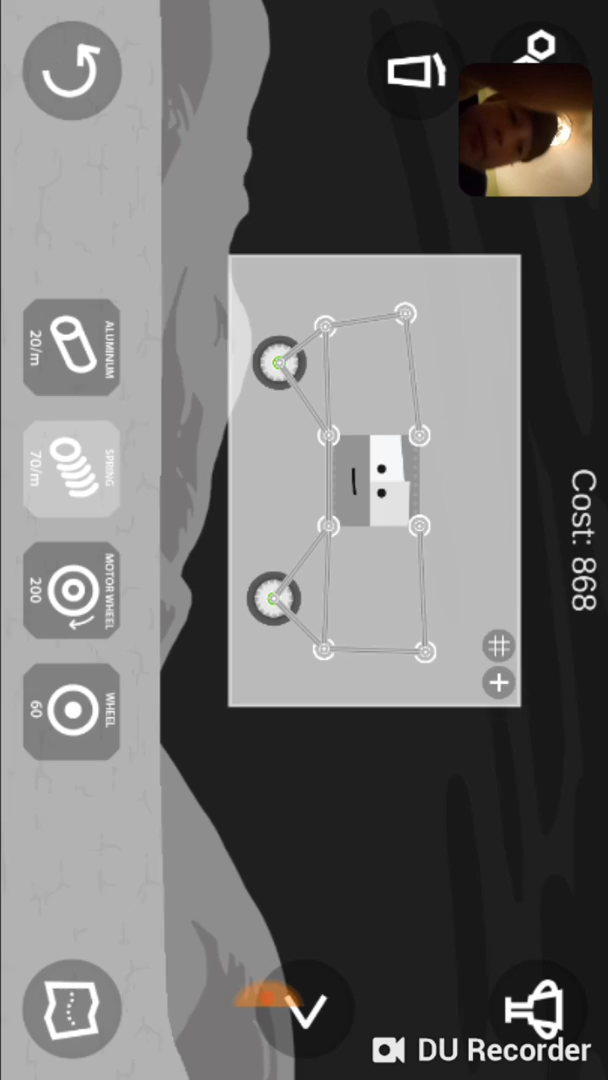 Cost: 868
ALUMINUM
20/m
SPRING
70/m
MOTOR WHEEL
200
WHEEL
60
DU Recorder